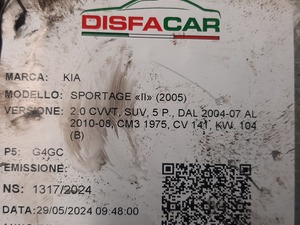 DISFACAR
MARCA: KIA
MODELLO: SPORTAGE «II» (2005)
VERSIONE: 2.0 CVVT, SUV, 5 P., DAL 2004-07 AL
2010-08, CM3 1975, CV 141, KW. 104
(B)
P5: G4GC
EMISSIONE:
NS: 1317/2024
DATA:29/05/2024 09:48:00